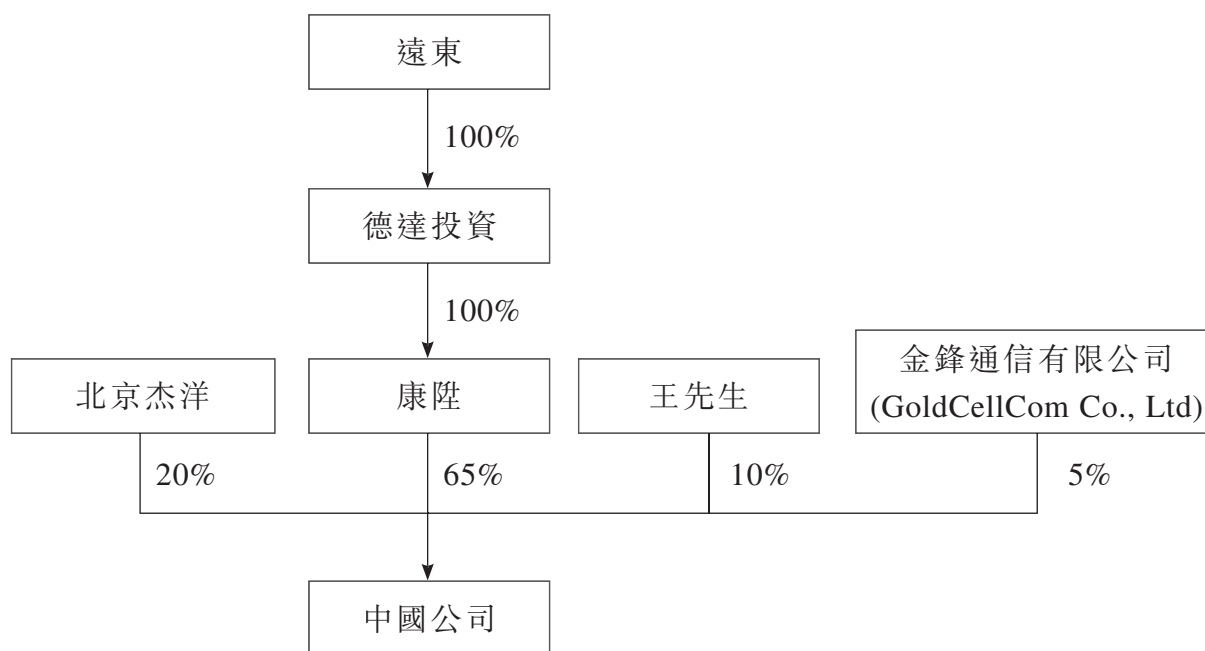 遠東
100%
德達投資
100%
北京杰洋
康陞
王先生
金鋒通信有限公司
(GoldCellCom Co., Ltd)
20%
65%
10%
5%
中國公司